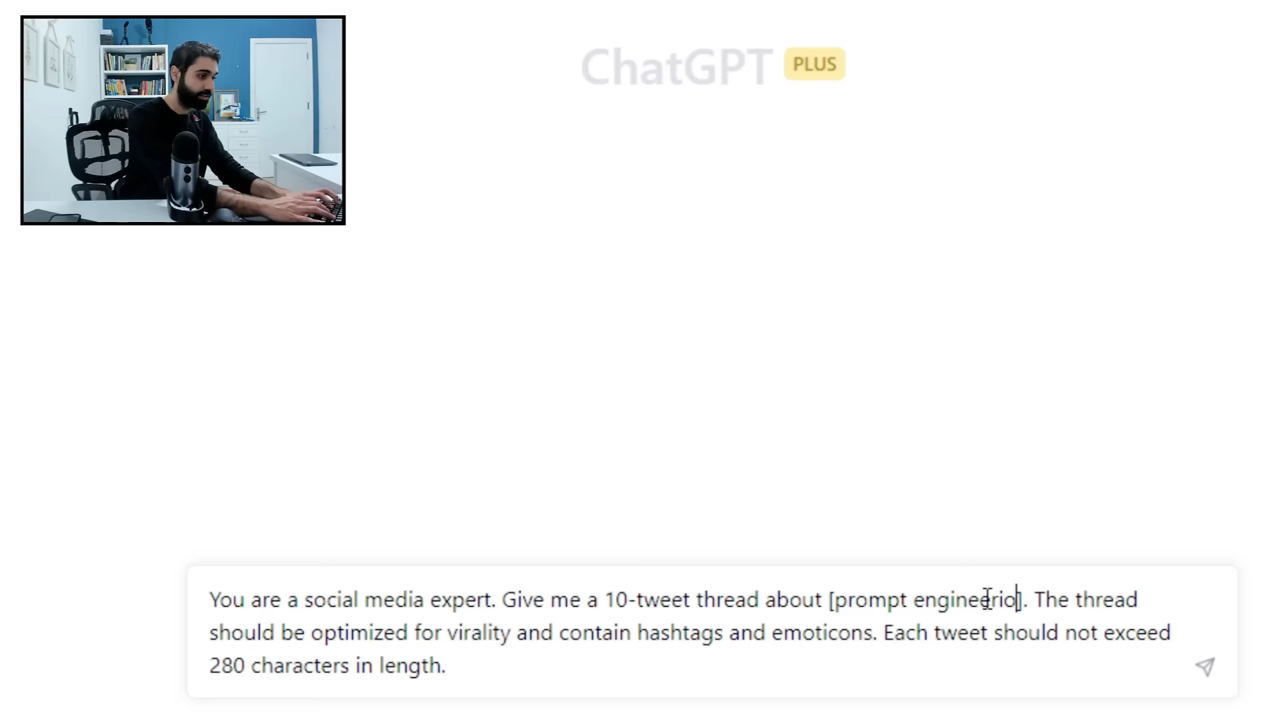 ChatGPT PLUS
You are a social media expert. Give me a 10-tweet thread about [prompt engineerio]. The thread
should be optimized for virality and contain hashtags and emoticons. Each tweet should not exceed
280 characters in length.